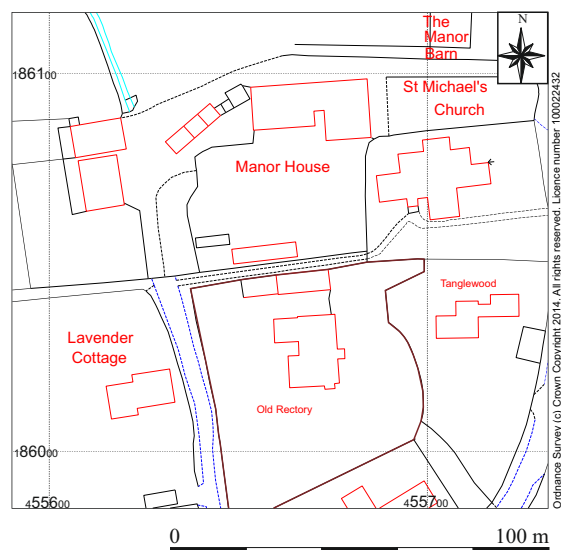 The
Manor
Barn
N
186100
St Michael's
Church
Manor House
Tanglewood
Lavender
Cottage
Old Rectory
186000
455600
455700
0 100 m
Ordnance Survey (c) Crown Copyright 2014. All rights reserved. Licence number 100022432